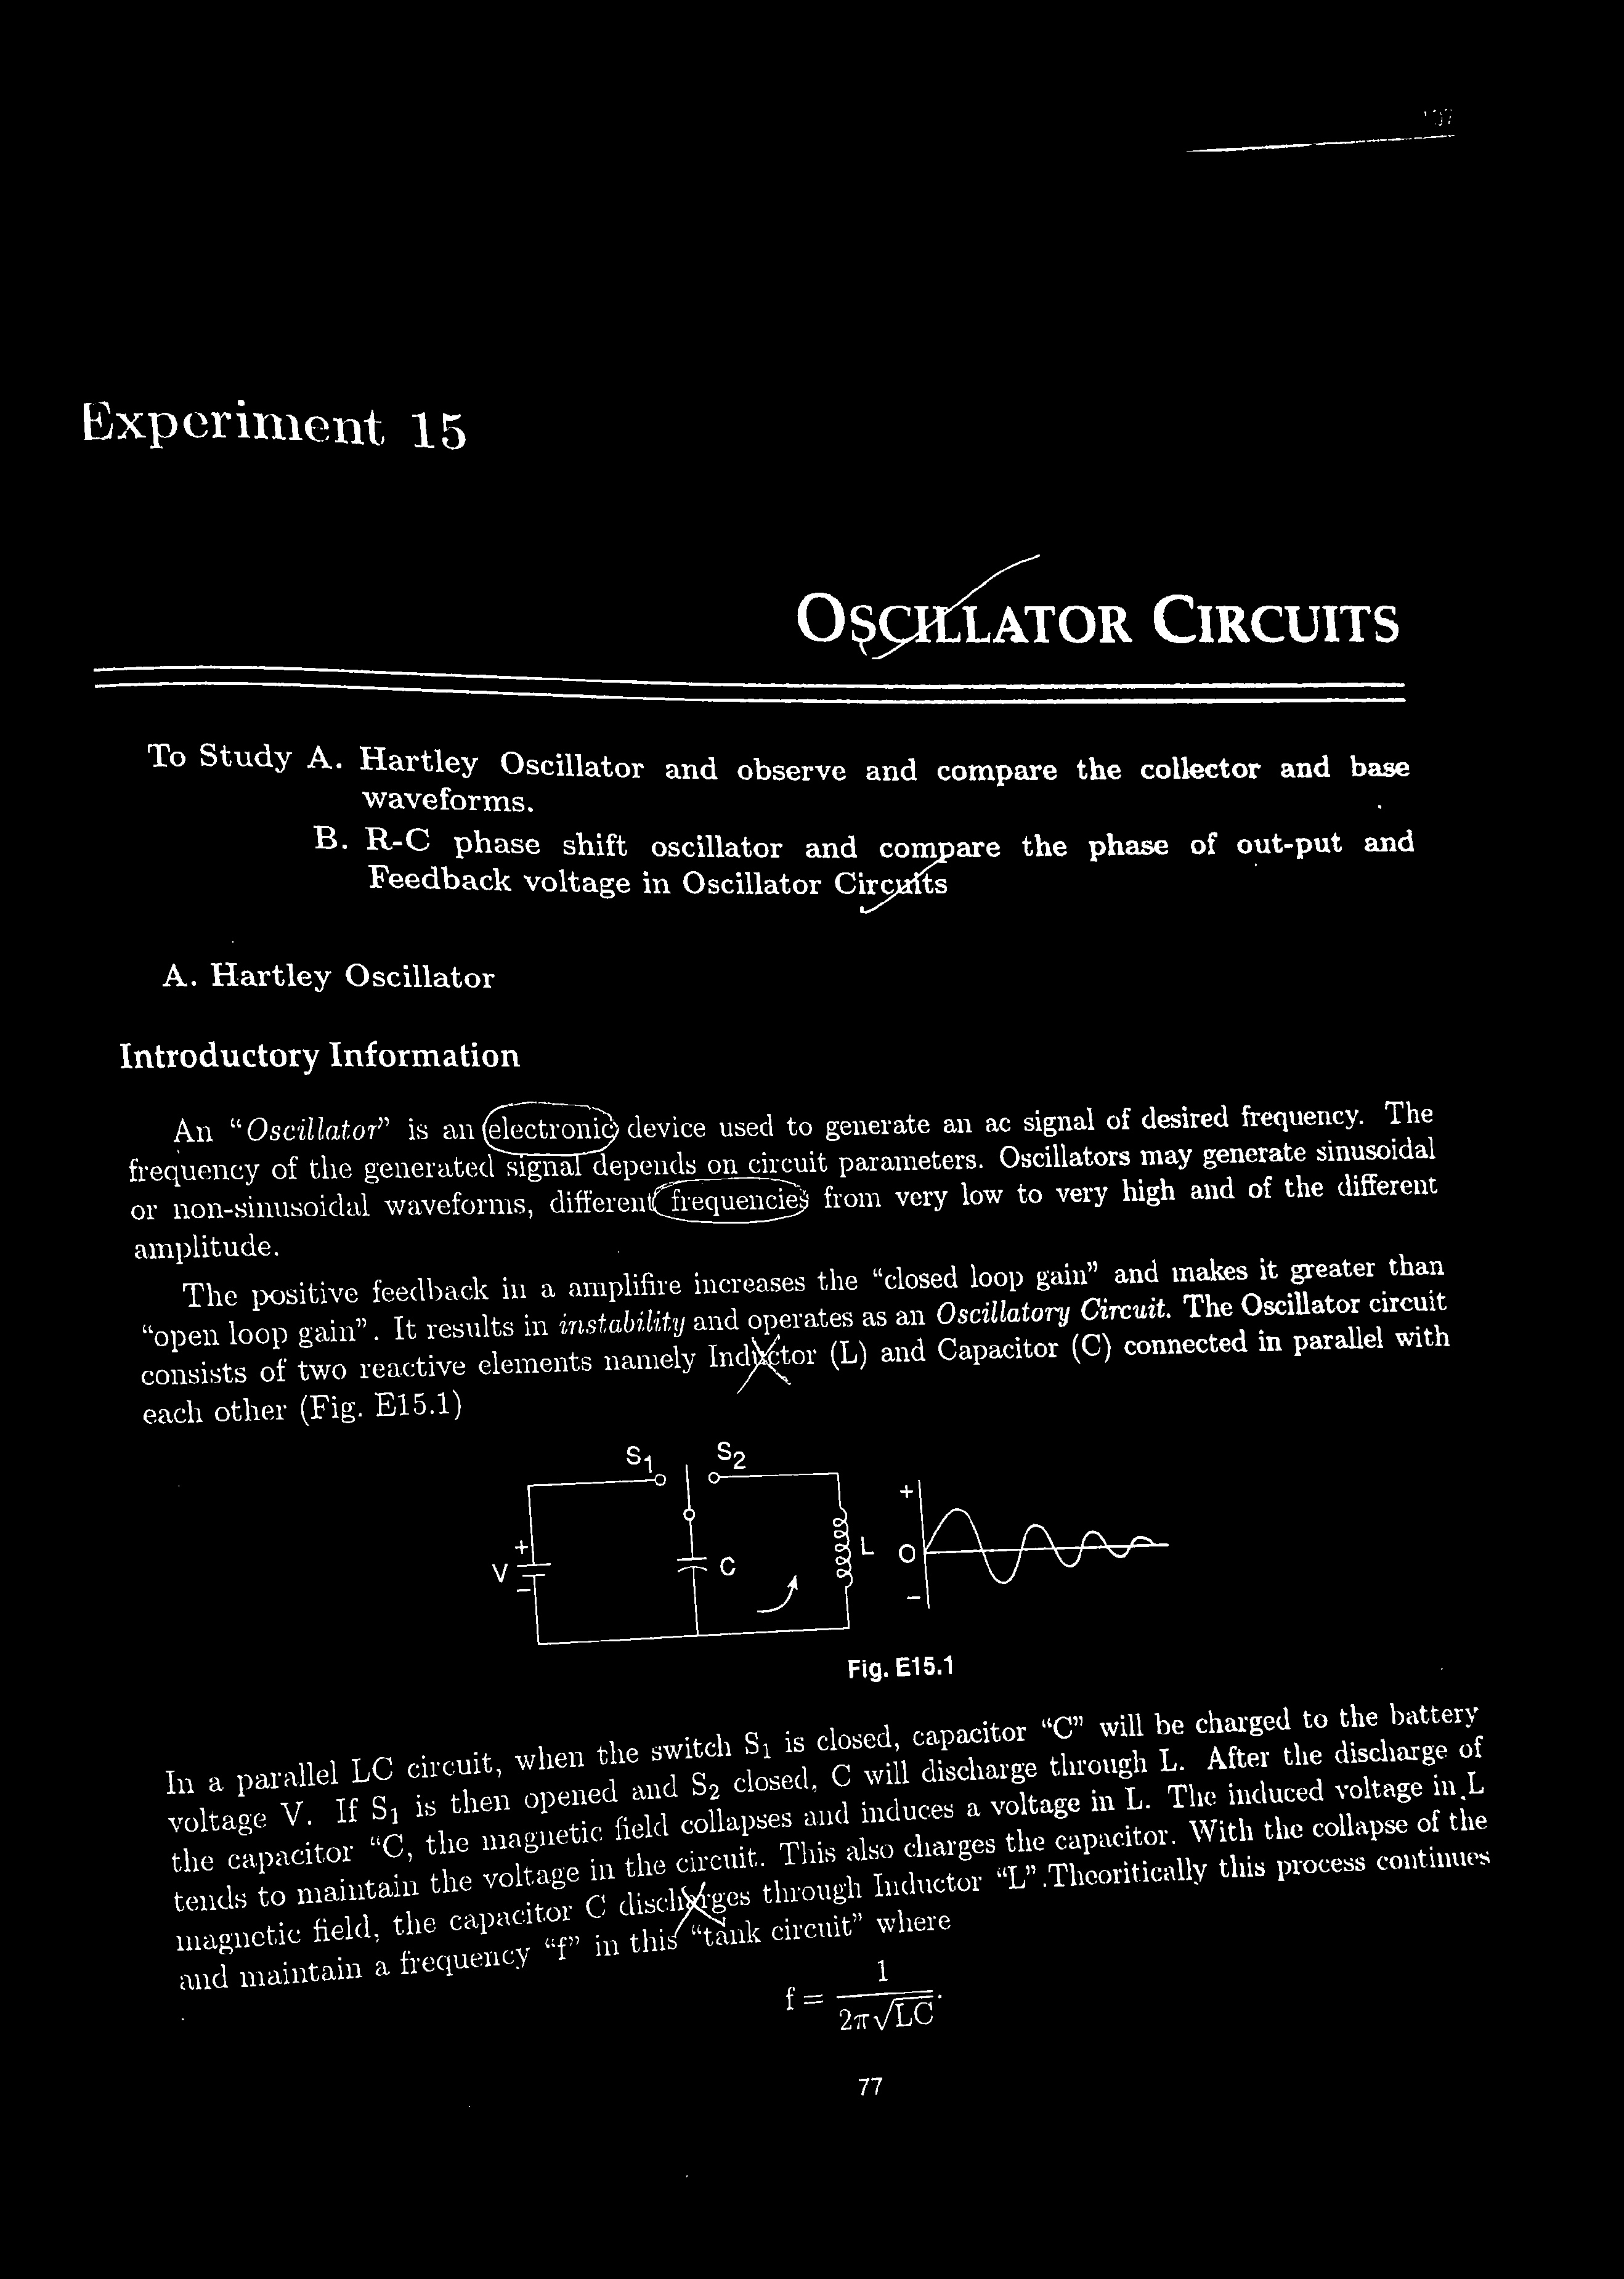 Experiment 15
OSCILLATOR CIRCUITS
To Study A. Hartley Oscillator and observe and compare the collector and base
waveforms.
B. R-C phase shift oscillator and compare the phase of out-put and
Feedback voltage in Oscillator Circuits
A. Hartley Oscillator
Introductory Information
An “Oscillator” is an electronic device used to generate an ac signal of desired frequency. The
frequency of the generated signal depends on circuit parameters. Oscillators may generate sinusoidal
or non-sinusoidal waveforms, different frequencies from very low to very high and of the different
amplitude.
The positive feedback in a amplifire increases the “closed loop gain” and makes it greater than
“open loop gain”. It results in instability and operates as an Oscillatory Circuit. The Oscillator circuit
consists of two reactive elements namely Inductor (L) and Capacitor (C) connected in parallel with
each other (Fig. E15.1)
S1 S2
+
V
−
C
L
+
O
−
Fig. E15.1
In a parallel LC circuit, when the switch S1 is closed, capacitor “C” will be charged to the battery
voltage V. If S1 is then opened and S2 closed, C will discharge through L. After the discharge of
the capacitor “C, the magnetic field collapses and induces a voltage in L. The induced voltage in L
tends to maintain the voltage in the circuit. This also charges the capacitor. With the collapse of the
magnetic field, the capacitor C discharges through Inductor “L”.Theoritically this process continues
and maintain a frequency “f” in this “tank circuit” where
f = 1 / 2π√LC.
77